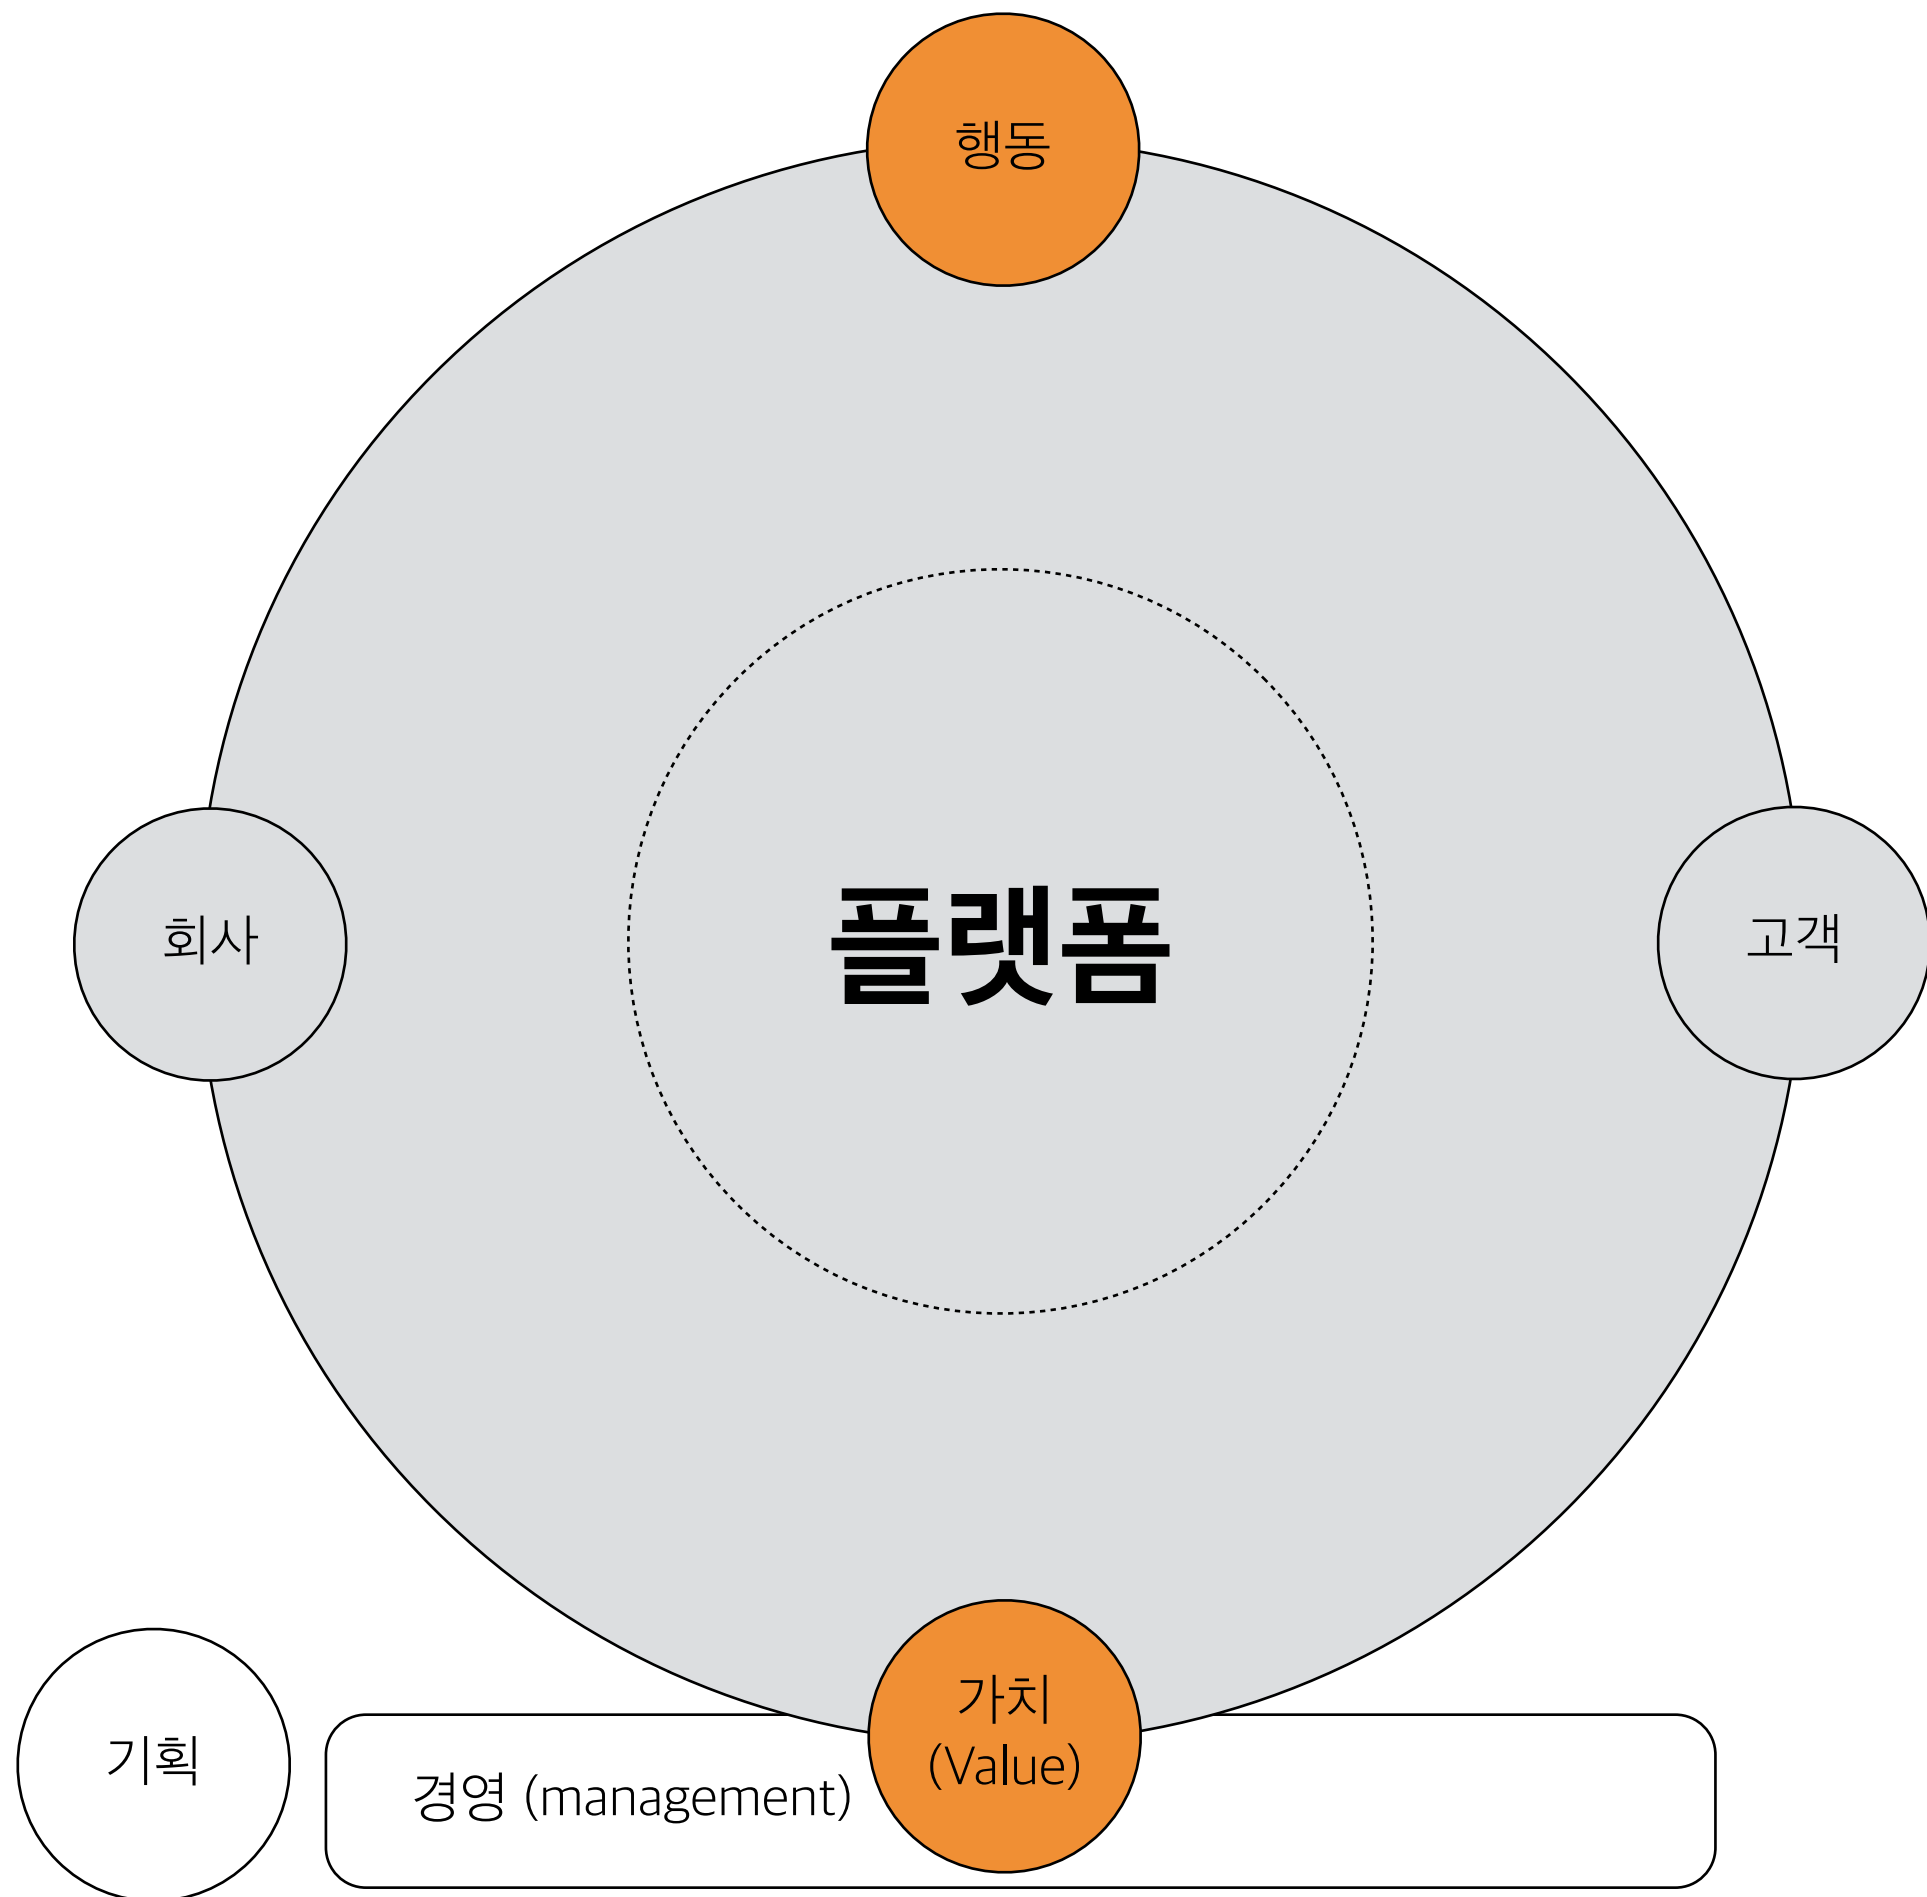 행동
회사
플랫폼
고객
가치
(Value)
기획
경영 (management)